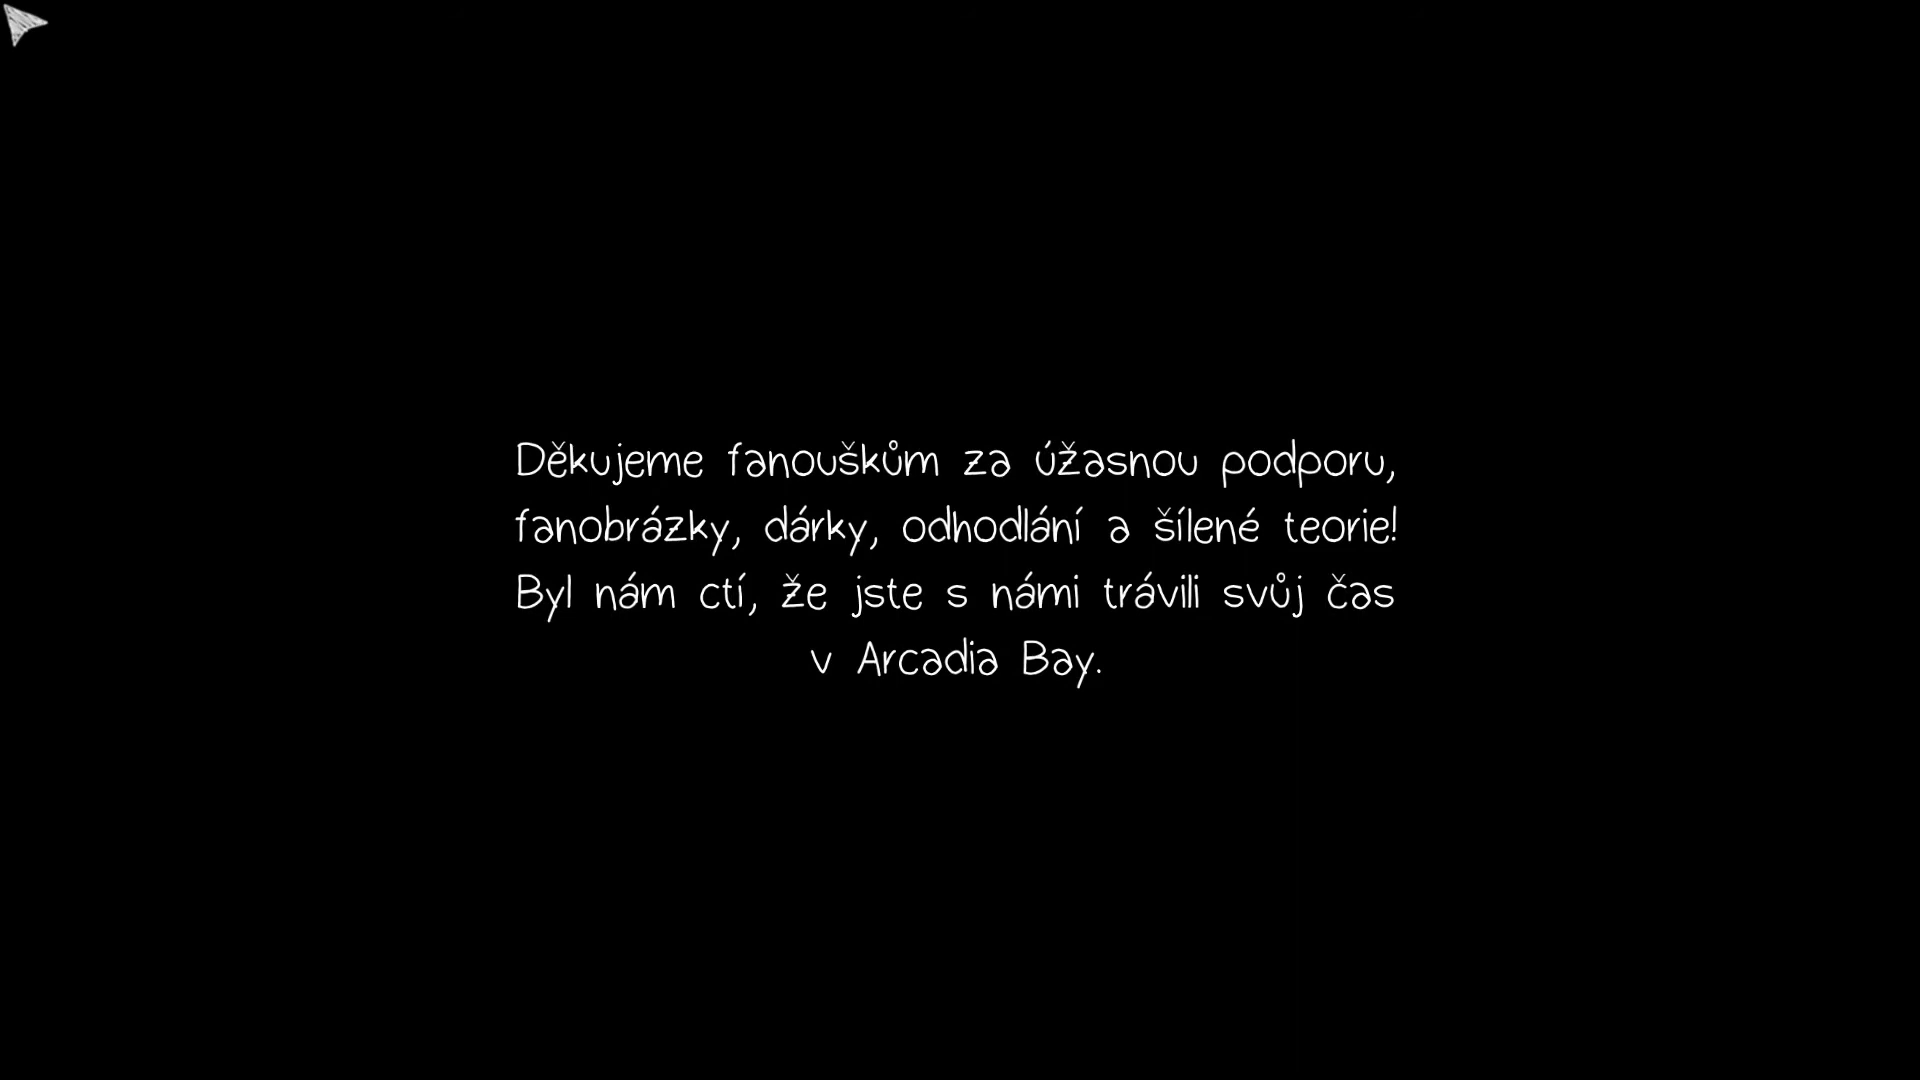 Děkujeme fanouškům za úžasnou podporu,
fanobrázky, dárky, odhodlání a šílené teorie!
Byl nám ctí, že jste s námi trávili svůj čas
v Arcadia Bay.